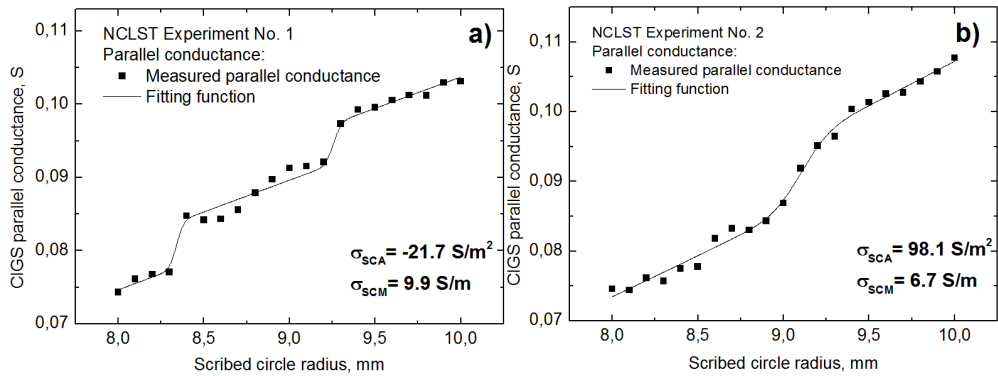 NCLST Experiment No. 1
a)
Parallel conductance:
Measured parallel conductance
Fitting function
CIGS parallel conductance, S
0,11
0,10
0,09
0,08
0,07
σSCA= -21.7 S/m²
σSCM= 9.9 S/m
8,0 8,5 9,0 9,5 10,0
Scribed circle radius, mm
NCLST Experiment No. 2
b)
Parallel conductance:
Measured parallel conductance
Fitting function
CIGS parallel conductance, S
0,11
0,10
0,09
0,08
0,07
σSCA= 98.1 S/m²
σSCM= 6.7 S/m
8,0 8,5 9,0 9,5 10,0
Scribed circle radius, mm